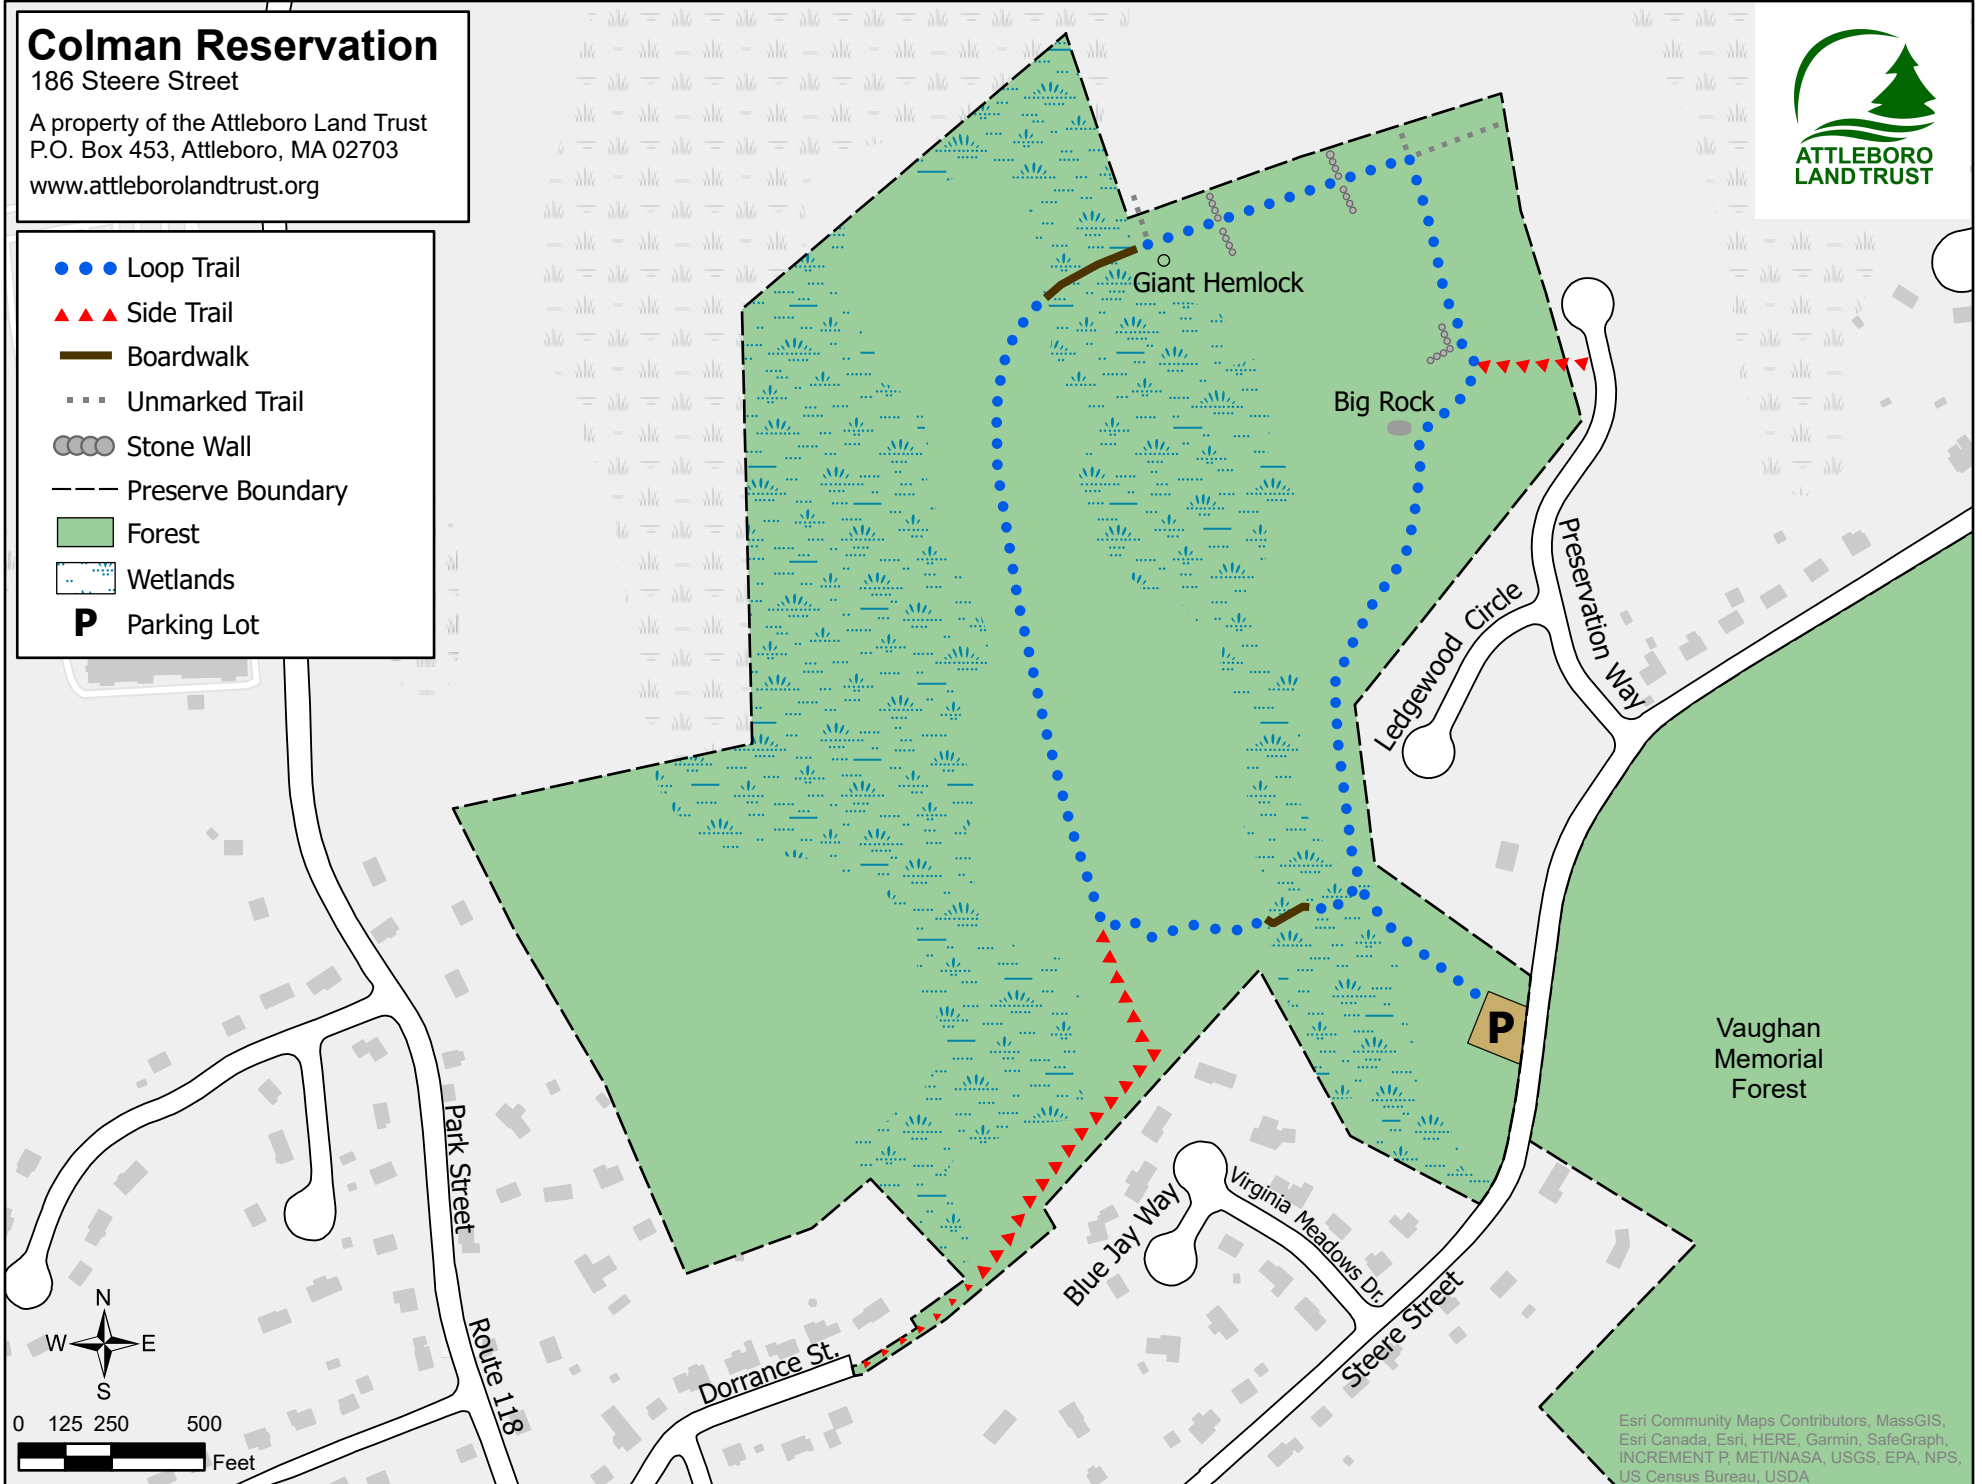 Colman Reservation
186 Steere Street
A property of the Attleboro Land Trust
P.O. Box 453, Attleboro, MA 02703
www.attleborolandtrust.org
Loop Trail
Side Trail
Boardwalk
Unmarked Trail
Stone Wall
Preserve Boundary
Forest
Wetlands
P Parking Lot
ATTLEBORO
LAND TRUST
Giant Hemlock
Big Rock
Preservation Way
Ledgewood Circle
P
Vaughan
Memorial
Forest
Park Street
Route 118
Dorrance St.
Blue Jay Way
Virginia Meadows Dr.
Steere Street
N
W E
S
0 125 250 500
Feet
Esri Community Maps Contributors, MassGIS,
Esri Canada, Esri, HERE, Garmin, SafeGraph,
INCREMENT P, METI/NASA, USGS, EPA, NPS,
US Census Bureau, USDA